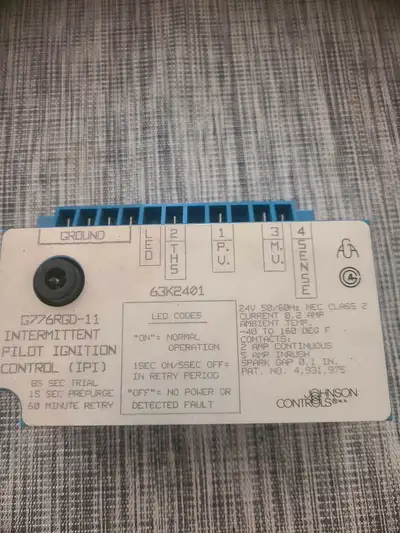 GROUND
LED
2 THS
1 P.V.
3 M.V.
4 SENSE
63K2401
G776RGD-11
INTERMITTENT
PILOT IGNITION
CONTROL (IPI)
85 SEC TRIAL
15 SEC PREPURGE
60 MINUTE RETRY
LED CODES
"ON"= NORMAL
OPERATION
1SEC ON/5SEC OFF=
IN RETRY PERIOD
"OFF"= NO POWER OR
DETECTED FAULT
24V 50/60Hz NEC CLASS 2
CURRENT 0.2 AMP
AMBIENT TEMP.
-40 TO 160 DEG F
CONTACTS:
2 AMP CONTINUOUS
5 AMP INRUSH
SPARK GAP 0.1 IN.
PAT. NO. 4,931,975
JOHNSON
CONTROLS